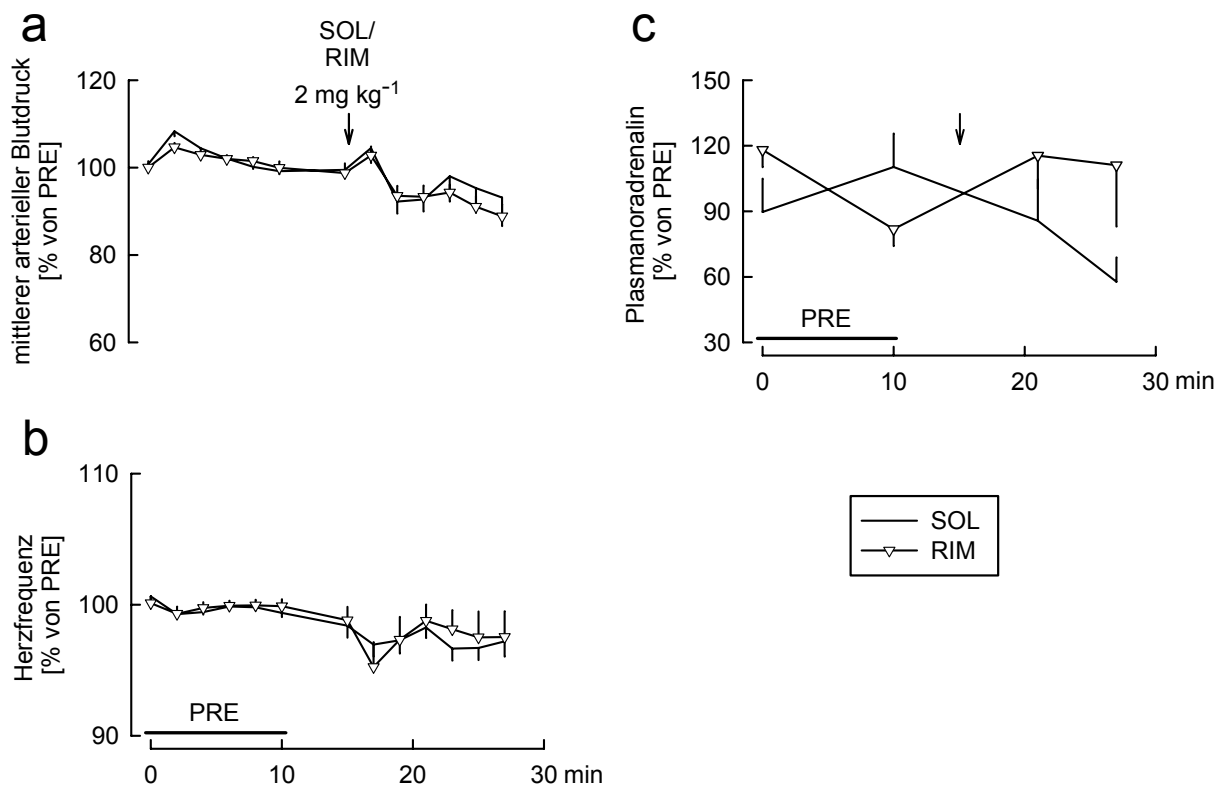 a
SOL/
RIM
2 mg kg⁻¹
120
100
80
60
mittlerer arterieller Blutdruck
[% von PRE]
b
110
100
90
Herzfrequenz
[% von PRE]
PRE
0 10 20 30 min
c
150
120
90
60
30
Plasmanoradrenalin
[% von PRE]
PRE
0 10 20 30 min
SOL
RIM